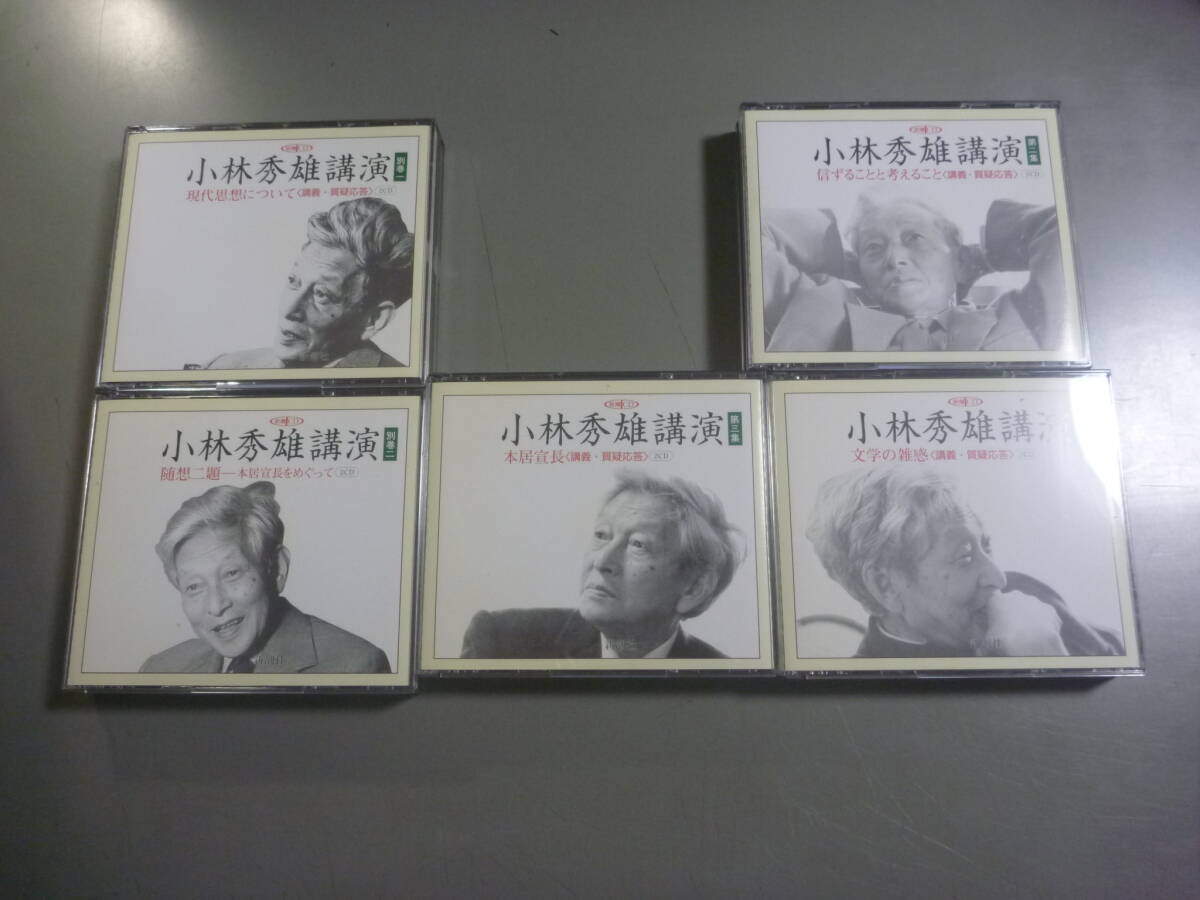 小林秀雄講演
別巻一
現代思想について〈講義・質疑応答〉2CD
小林秀雄講演
第二集
信ずることと考えること〈講義・質疑応答〉2CD
小林秀雄講演
別巻二
随想二題―本居宣長をめぐって 2CD
小林秀雄講演
第三集
本居宣長〈講義・質疑応答〉2CD
小林秀雄講演
文学の雑感〈講義・質疑応答〉